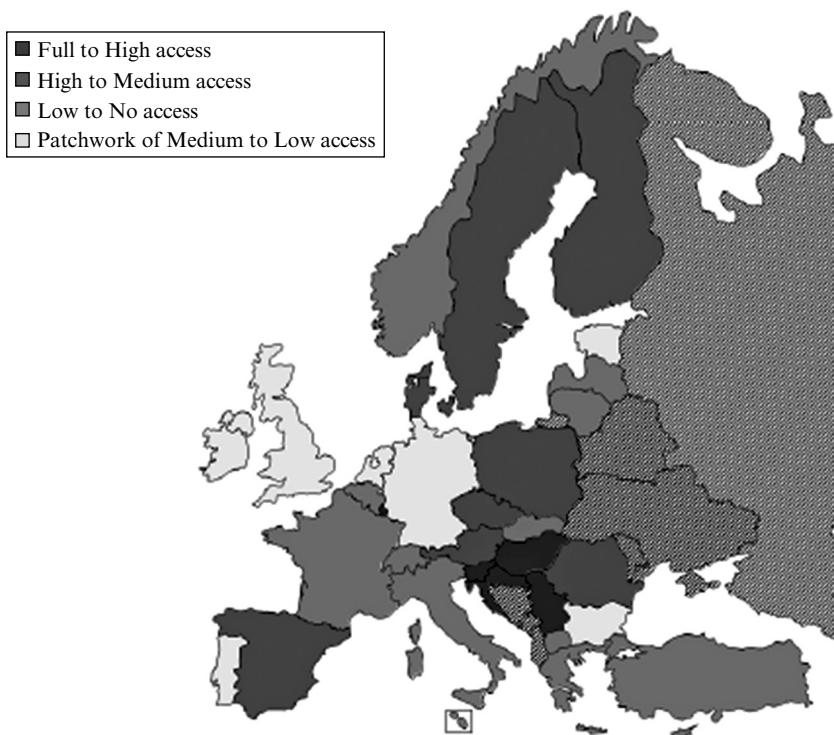 Full to High access
High to Medium access
Low to No access
Patchwork of Medium to Low access